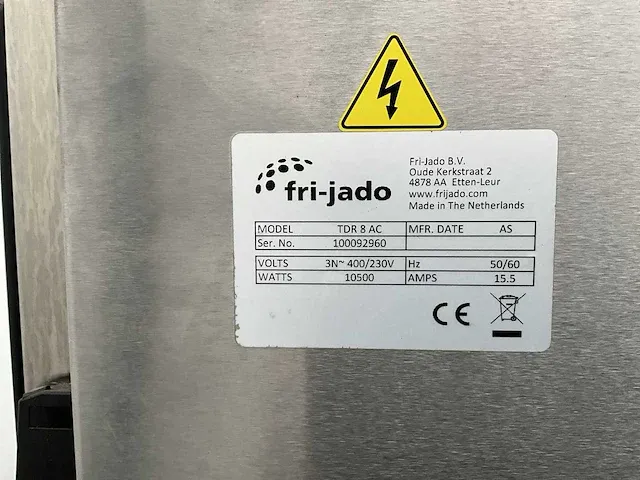 fri-jado
Fri-Jado B.V.
Oude Kerkstraat 2
4878 AA Etten-Leur
www.frijado.com
Made in The Netherlands
MODEL TDR 8 AC MFR. DATE AS
Ser. No. 100092960
VOLTS 3N~ 400/230V Hz 50/60
WATTS 10500 AMPS 15.5
CE